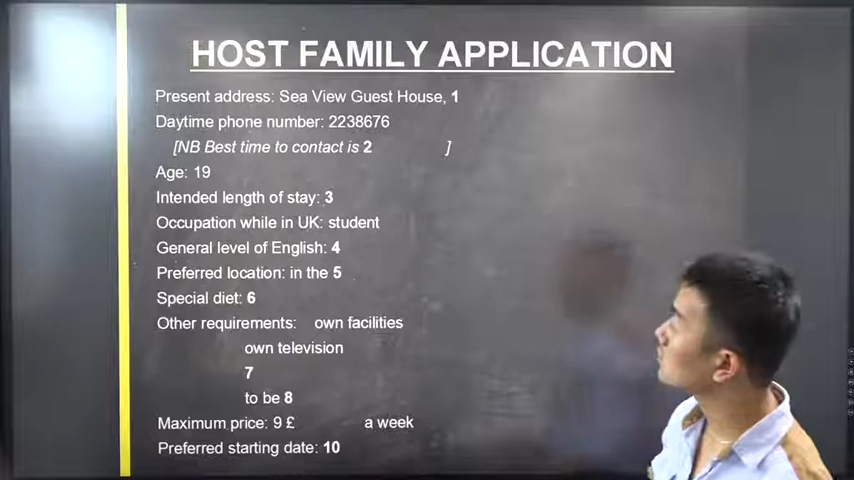 HOST FAMILY APPLICATION
Present address: Sea View Guest House, 1
Daytime phone number: 2238676
[NB Best time to contact is 2 ]
Age: 19
Intended length of stay: 3
Occupation while in UK: student
General level of English: 4
Preferred location: in the 5
Special diet: 6
Other requirements: own facilities
own television
7
to be 8
Maximum price: 9 £ a week
Preferred starting date: 10